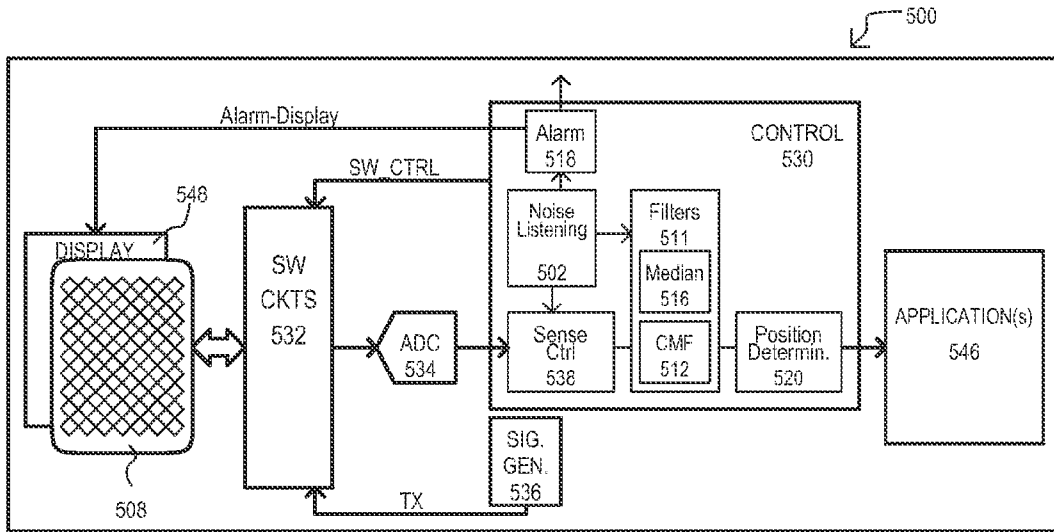 500
Alarm-Display
Alarm
518
CONTROL
530
SW_CTRL
548
DISPLAY
SW
CKTS
532
Noise
Listening
502
Filters
511
Median
516
CMF
512
ADC
534
Sense
Ctrl
538
Position
Determin.
520
APPLICATION(s)
546
SIG.
GEN.
536
TX
508